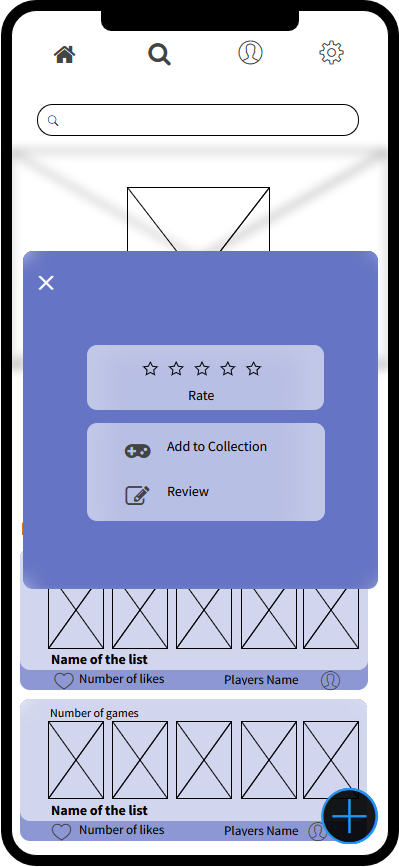 Rate
Add to Collection
Review
Name of the list
Number of likes Players Name
Number of games
Name of the list
Number of likes Players Name